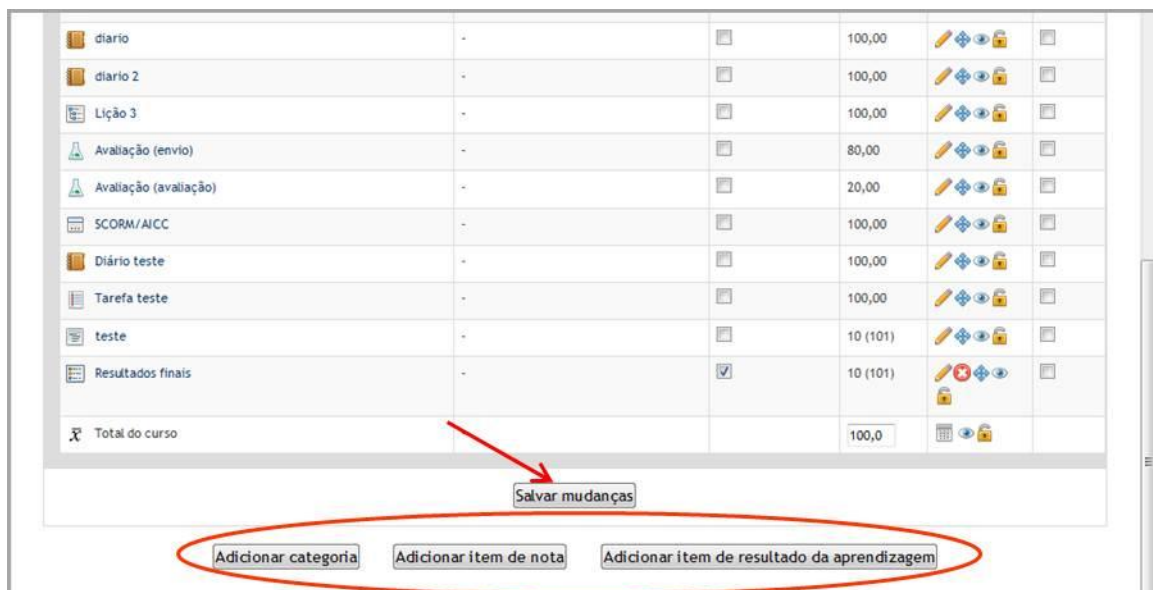 diario - 100,00
diario 2 - 100,00
Lição 3 - 100,00
Avaliação (envio) - 80,00
Avaliação (avaliação) - 20,00
SCORM/AICC - 100,00
Diário teste - 100,00
Tarefa teste - 100,00
teste - 10 (101)
Resultados finais - 10 (101)
x̄ Total do curso 100,0
Salvar mudanças
Adicionar categoria Adicionar item de nota Adicionar item de resultado da aprendizagem